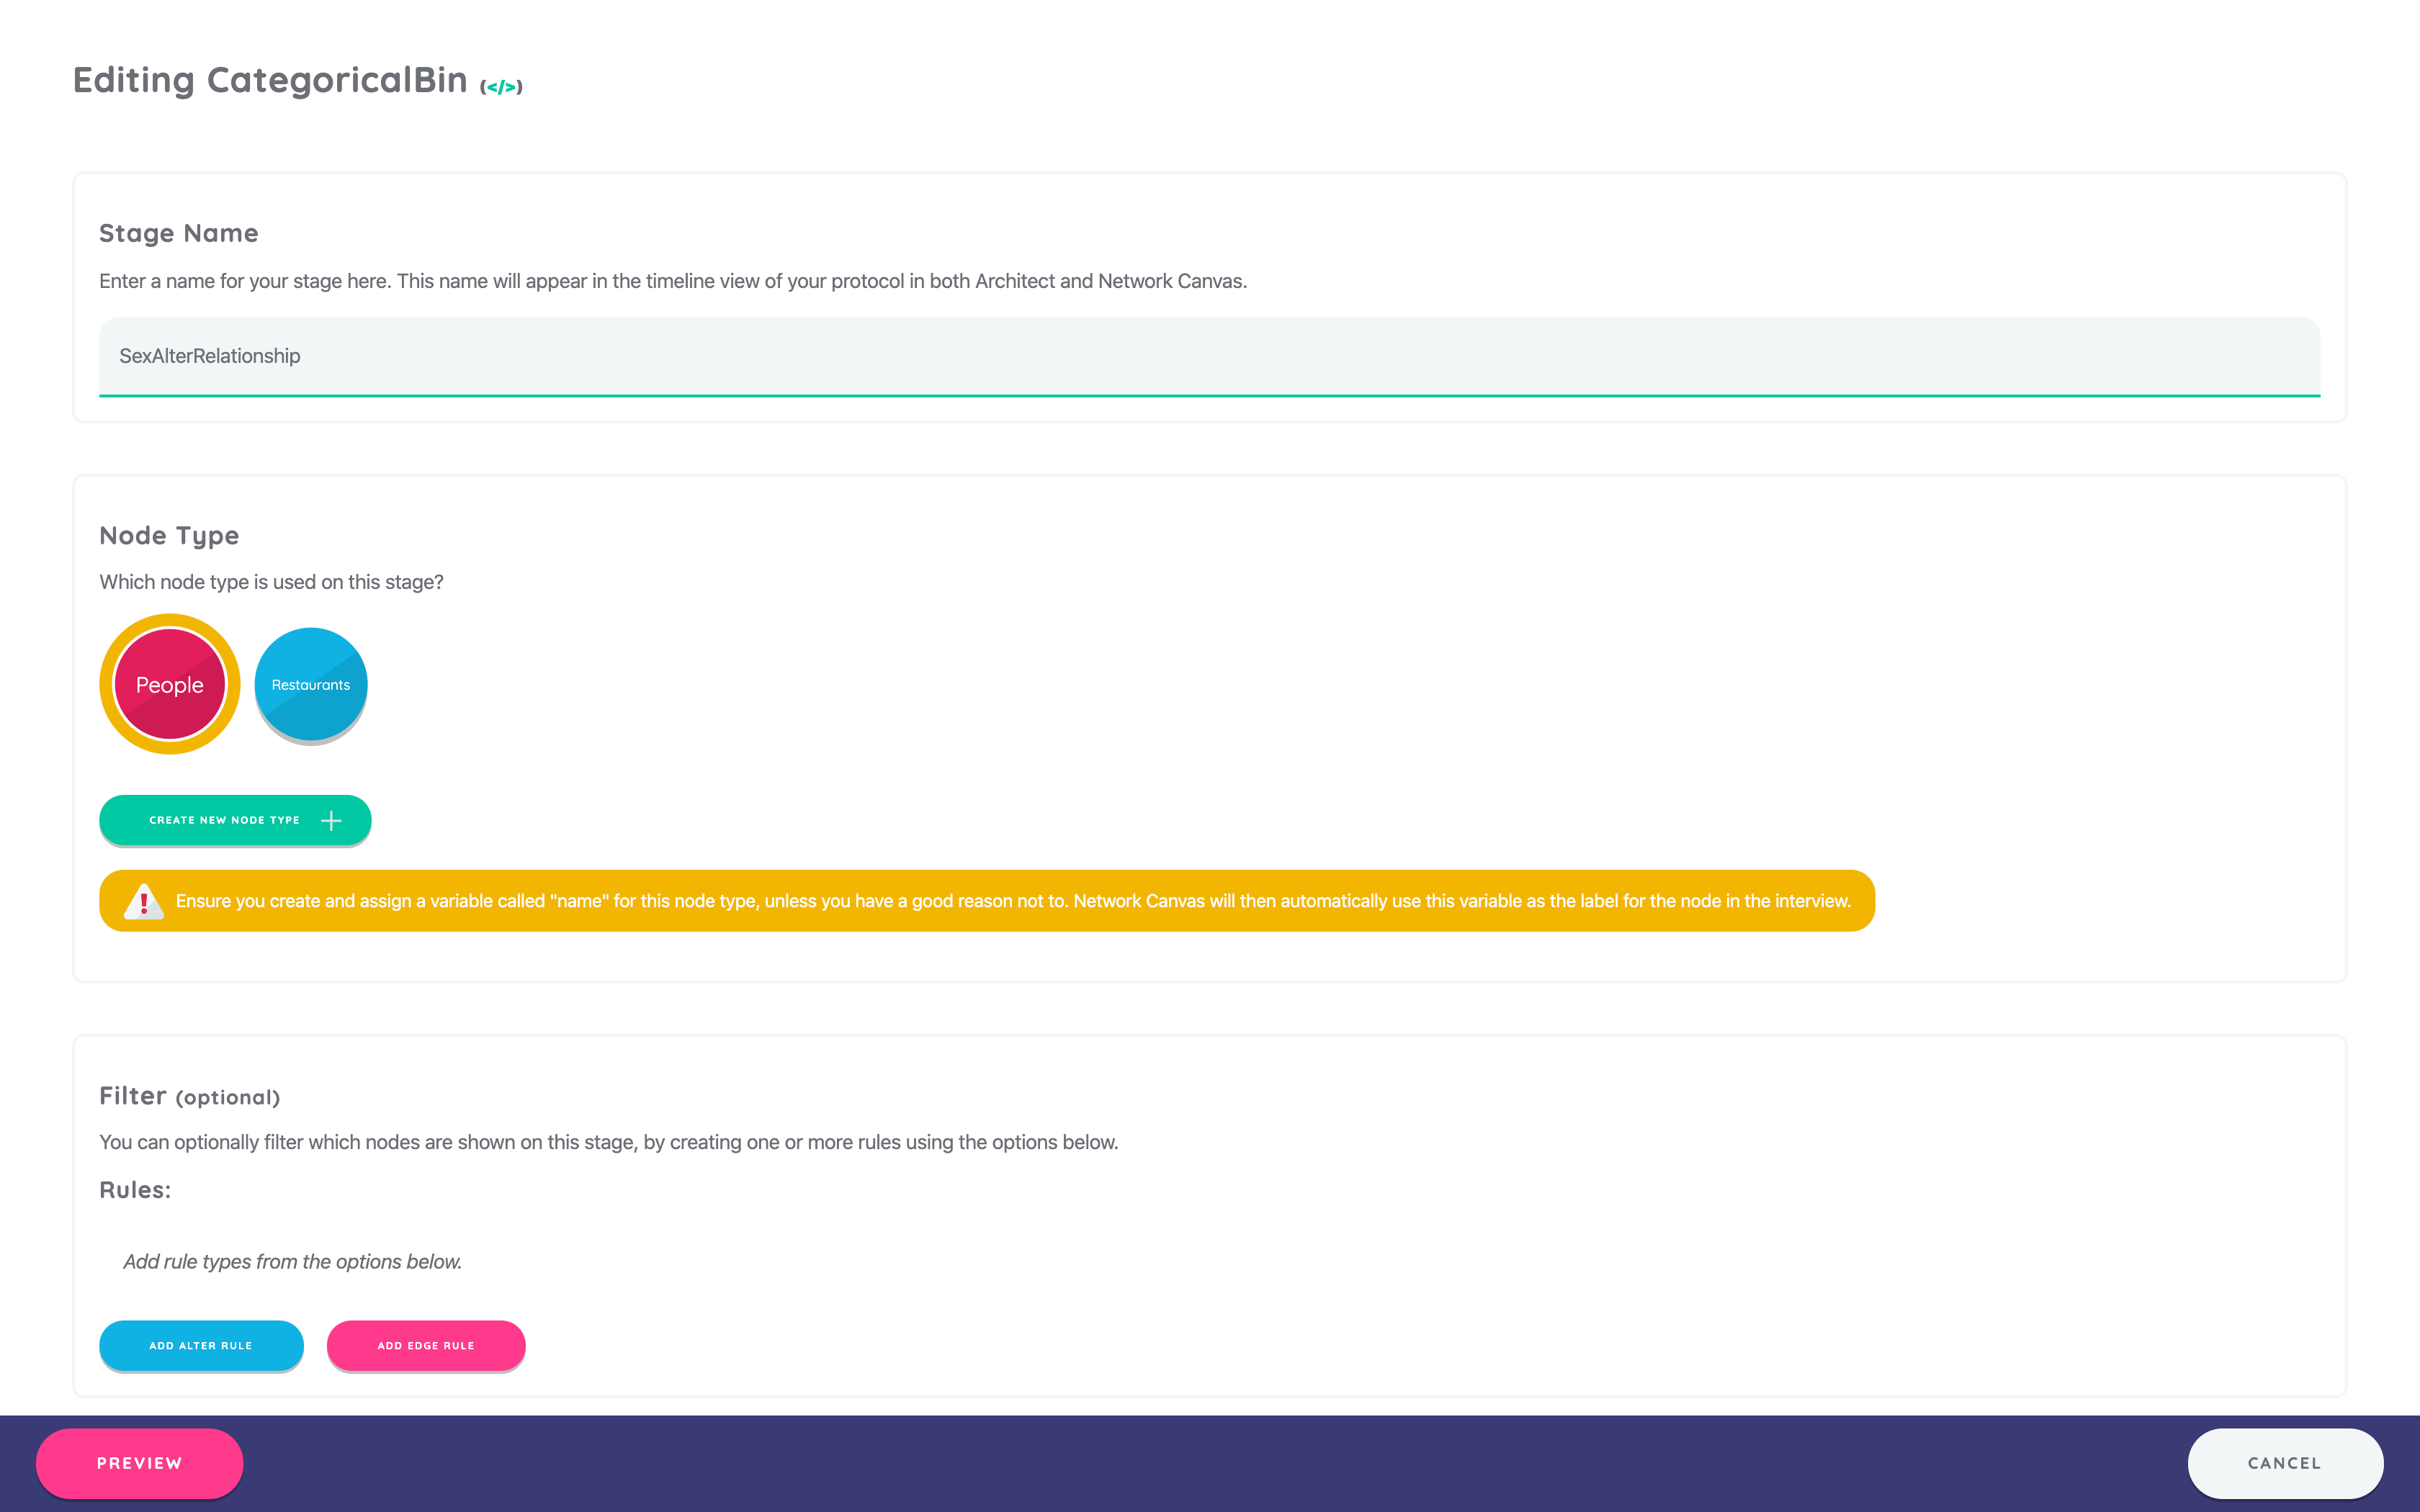 Editing CategoricalBin (</>)
Stage Name
Enter a name for your stage here. This name will appear in the timeline view of your protocol in both Architect and Network Canvas.
SexAlterRelationship
Node Type
Which node type is used on this stage?
People
Restaurants
CREATE NEW NODE TYPE
Ensure you create and assign a variable called "name" for this node type, unless you have a good reason not to. Network Canvas will then automatically use this variable as the label for the node in the interview.
Filter (optional)
You can optionally filter which nodes are shown on this stage, by creating one or more rules using the options below.
Rules:
Add rule types from the options below.
ADD ALTER RULE
ADD EDGE RULE
PREVIEW
CANCEL